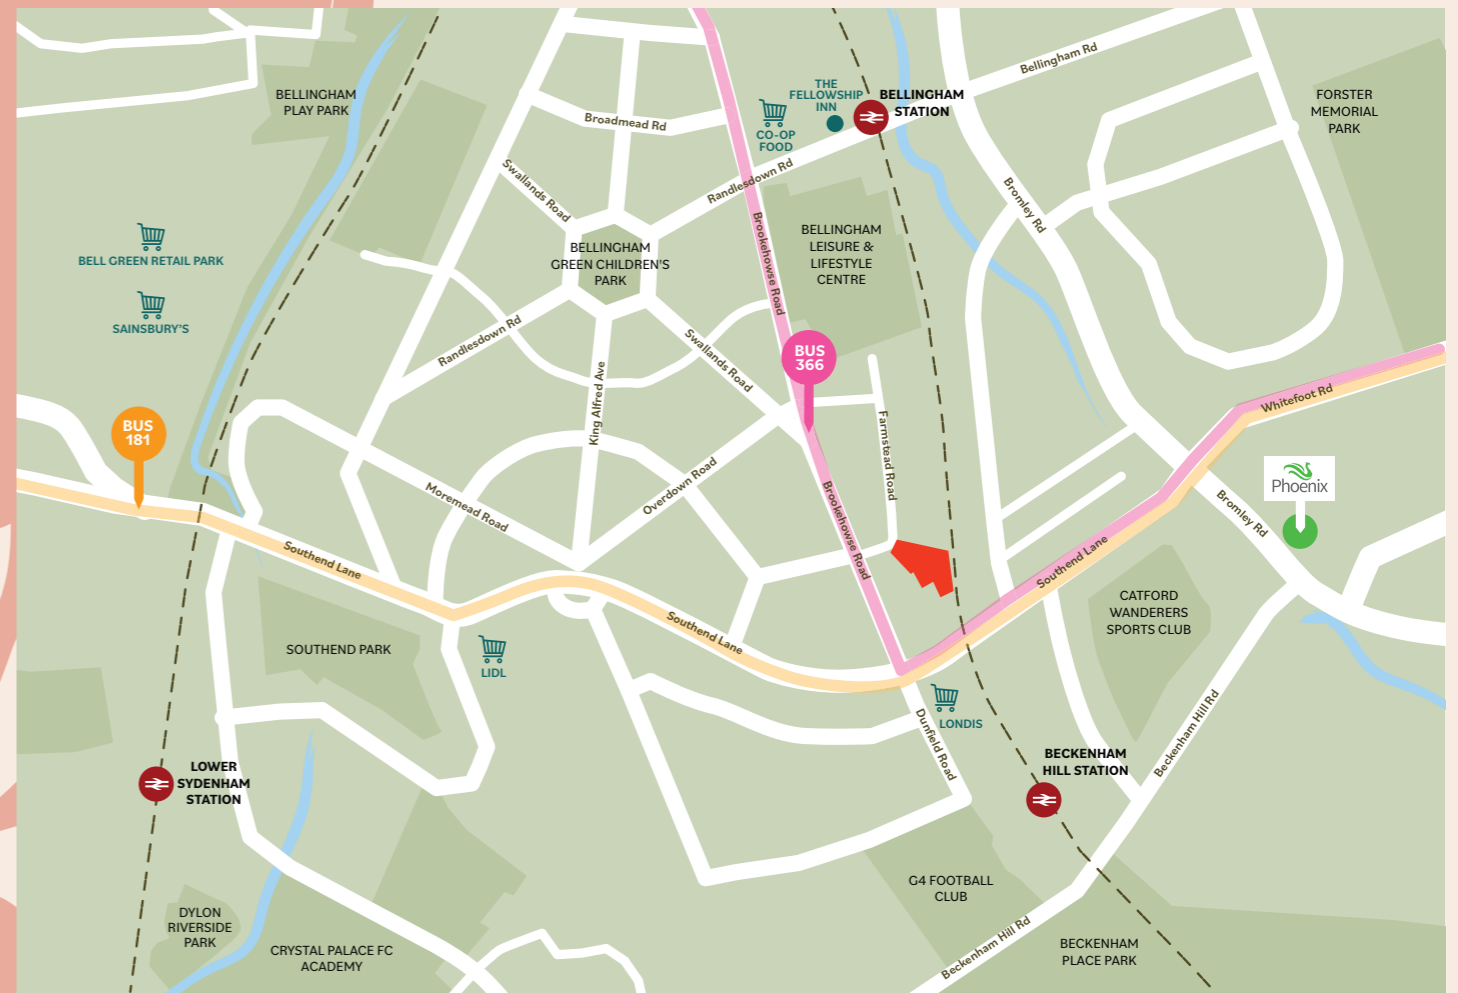 BELLINGHAM
PLAY PARK
THE
FELLOWSHIP
INN
BELLINGHAM
STATION
Bellingham Rd
FORSTER
MEMORIAL
PARK
CO-OP
FOOD
Broadmead Rd
Swallands Road
Randlesdown Rd
Bromley Rd
BELL GREEN RETAIL PARK
BELLINGHAM
GREEN CHILDREN'S
PARK
Brookehowse Road
BELLINGHAM
LEISURE &
LIFESTYLE
CENTRE
SAINSBURY'S
Randlesdown Rd
Swallands Road
King Alfred Ave
BUS
366
Whitefoot Rd
BUS
181
Farmstead Road
Overdown Road
Moremead Road
Brookehowse Road
Phoenix
Bromley Rd
Southend Lane
Southend Lane
Southend Lane
CATFORD
WANDERERS
SPORTS CLUB
SOUTHEND PARK
LIDL
LONDIS
Dunfield Road
Beckenham Hill Rd
LOWER
SYDENHAM
STATION
BECKENHAM
HILL STATION
G4 FOOTBALL
CLUB
DYLON
RIVERSIDE
PARK
CRYSTAL PALACE FC
ACADEMY
Beckenham Hill Rd
BECKENHAM
PLACE PARK